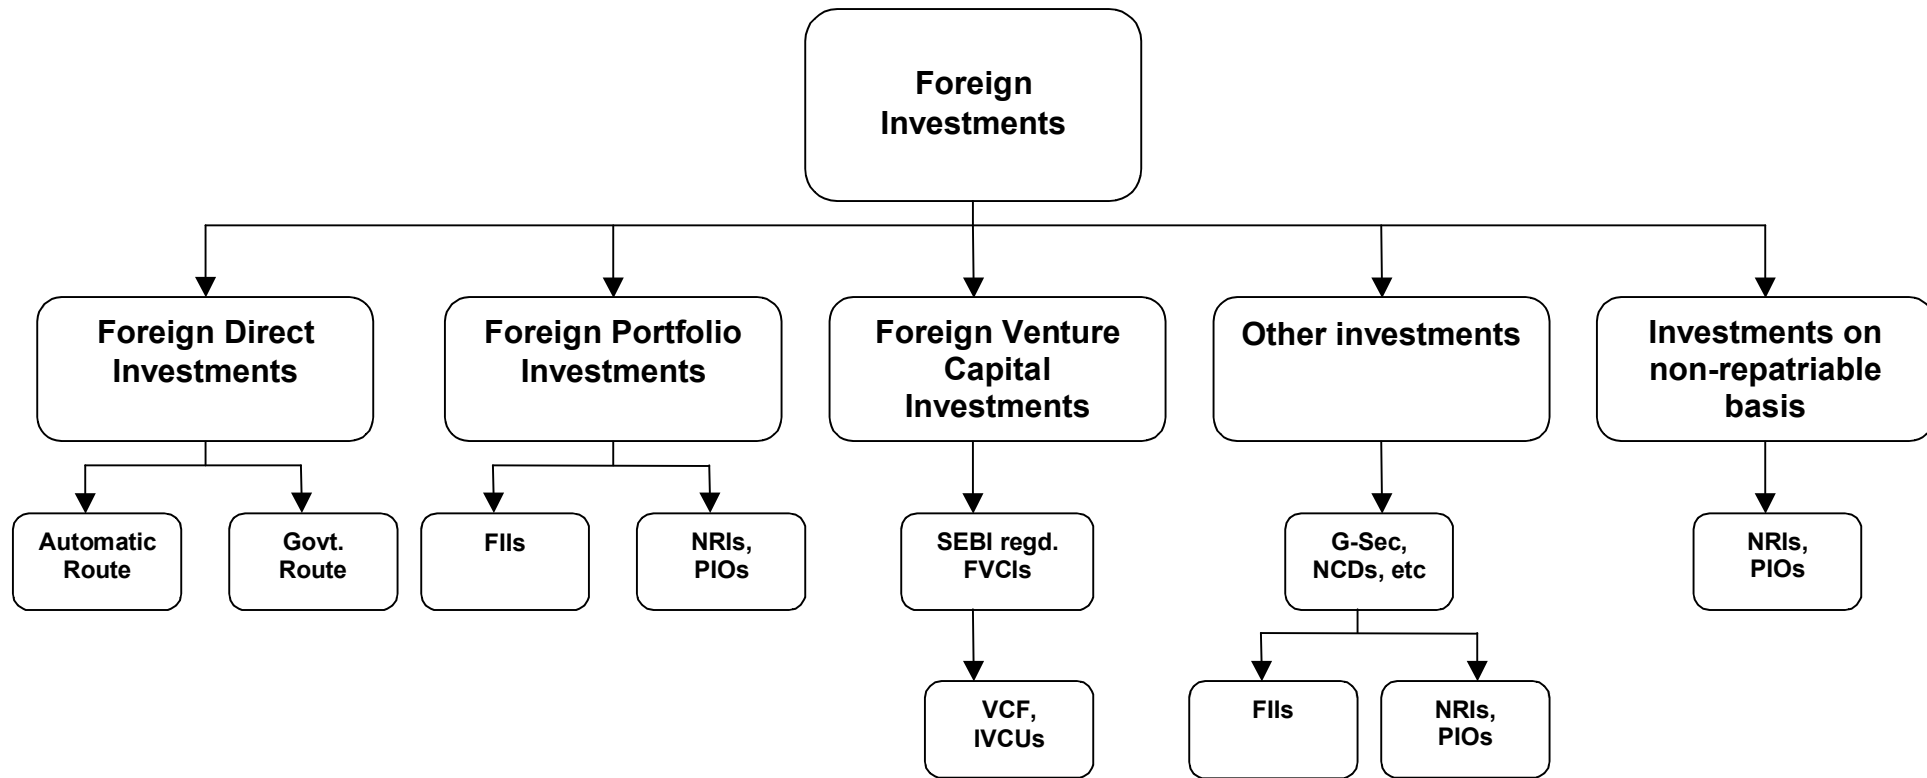 Foreign
Investments
Foreign Direct
Investments
Foreign Portfolio
Investments
Foreign Venture
Capital
Investments
Other investments
Investments on
non-repatriable
basis
Automatic
Route
Govt.
Route
FIIs
NRIs,
PIOs
SEBI regd.
FVCIs
G-Sec,
NCDs, etc
NRIs,
PIOs
VCF,
IVCUs
FIIs
NRIs,
PIOs